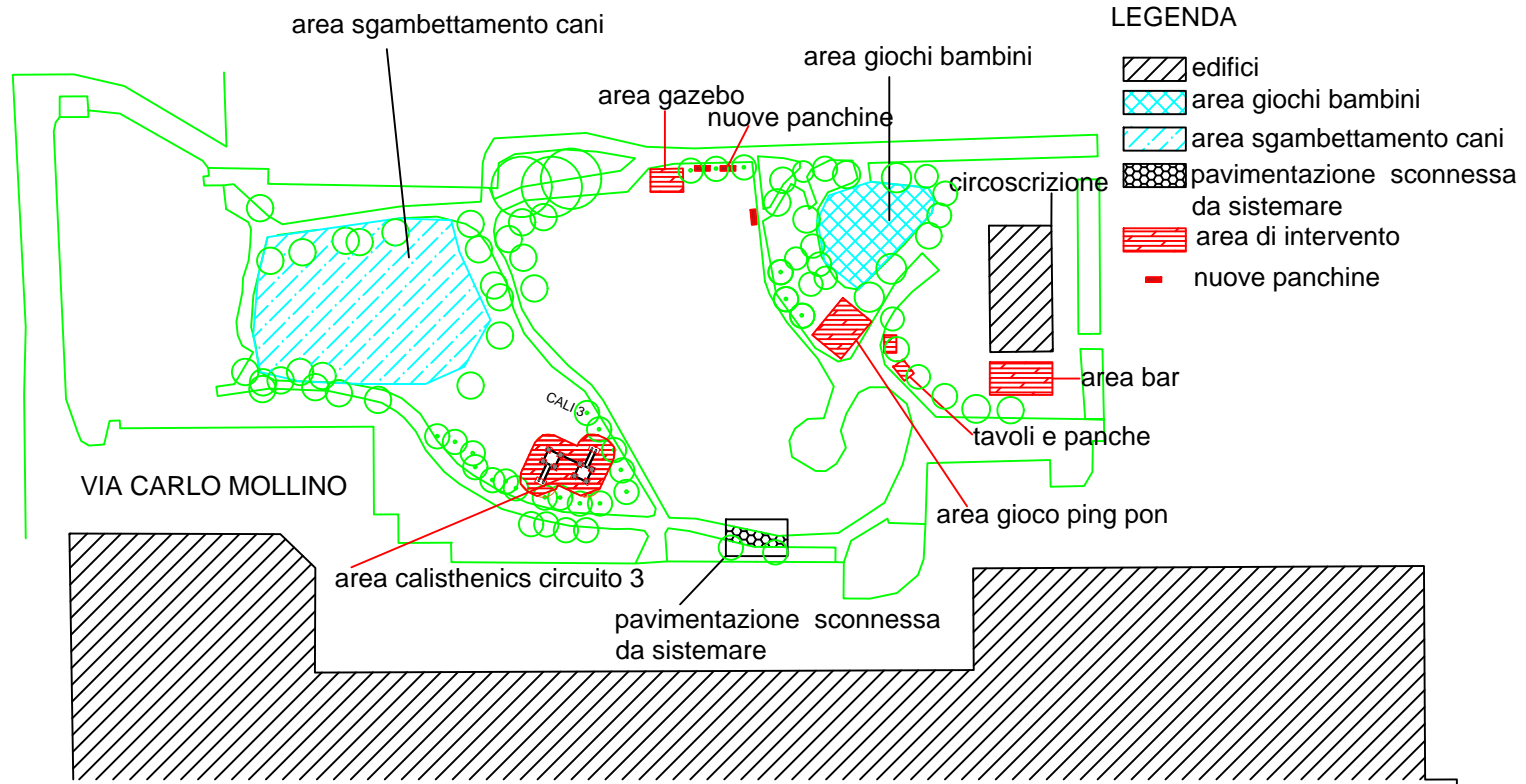 LEGENDA
area sgambettamento cani
area giochi bambini
edifici
area gazebo
area giochi bambini
nuove panchine
area sgambettamento cani
circoscrizione
pavimentazione sconnessa
da sistemare
area di intervento
nuove panchine
area bar
CALI 3
tavoli e panche
VIA CARLO MOLLINO
area gioco ping pon
area calisthenics circuito 3
pavimentazione sconnessa
da sistemare